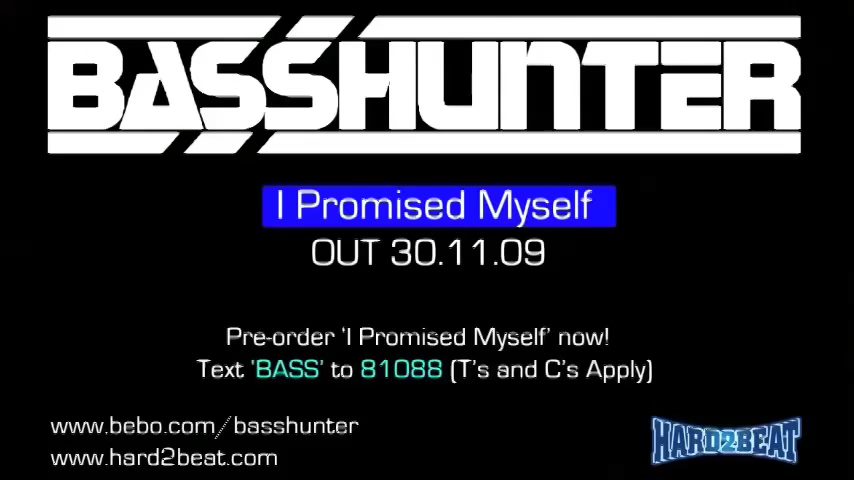 BASSHUNTER
I Promised Myself
OUT 30.11.09
Pre-order 'I Promised Myself' now!
Text 'BASS' to 81088 (T's and C's Apply)
www.bebo.com/basshunter
www.hard2beat.com
HARD2BEAT